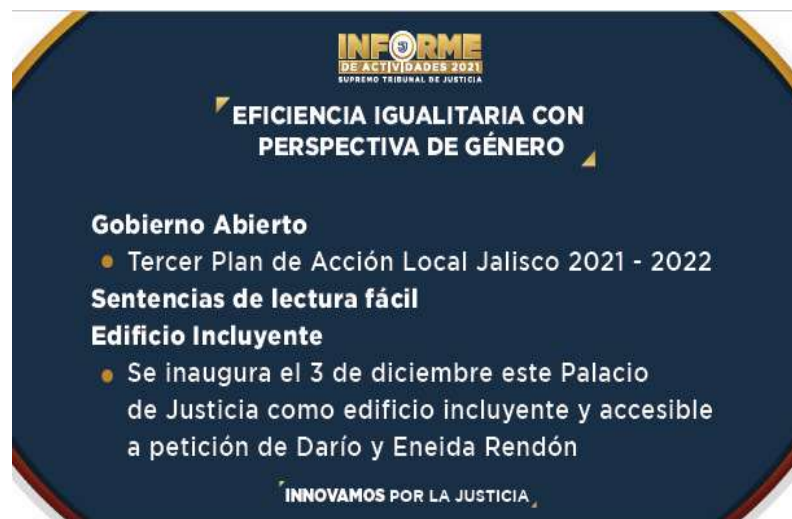 INFORME
DE ACTIVIDADES 2021
SUPREMO TRIBUNAL DE JUSTICIA
EFICIENCIA IGUALITARIA CON
PERSPECTIVA DE GÉNERO
Gobierno Abierto
• Tercer Plan de Acción Local Jalisco 2021 - 2022
Sentencias de lectura fácil
Edificio Incluyente
• Se inaugura el 3 de diciembre este Palacio
de Justicia como edificio incluyente y accesible
a petición de Darío y Eneida Rendón
INNOVAMOS POR LA JUSTICIA